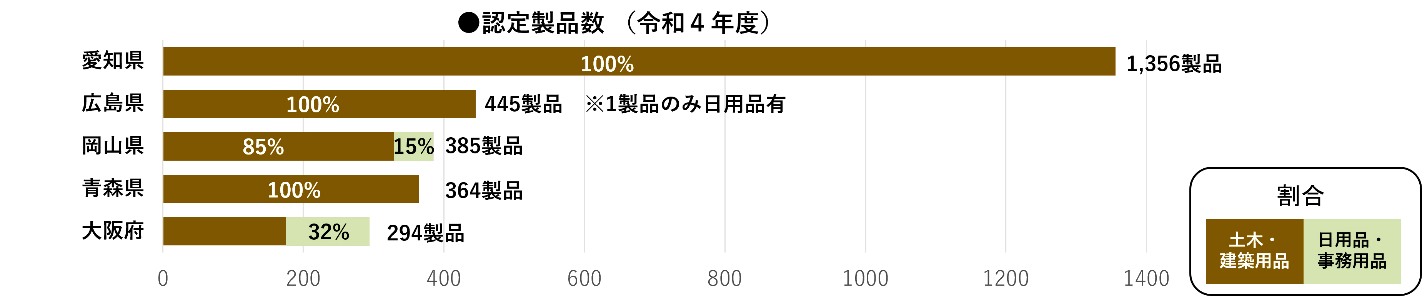 ●認定製品数 （令和４年度）
愛知県 100% 1,356製品
広島県 100% 445製品 ※1製品のみ日用品有
岡山県 85% 15% 385製品
青森県 100% 364製品
大阪府 32% 294製品
0 200 400 600 800 1000 1200 1400
割合
土木・
建築用品
日用品・
事務用品